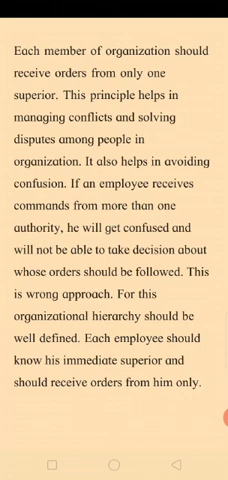 Each member of organization should
receive orders from only one
superior. This principle helps in
managing conflicts and solving
disputes among people in
organization. It also helps in avoiding
confusion. If an employee receives
commands from more than one
authority, he will get confused and
will not be able to take decision about
whose orders should be followed. This
is wrong approach. For this
organizational hierarchy should be
well defined. Each employee should
know his immediate superior and
should receive orders from him only.